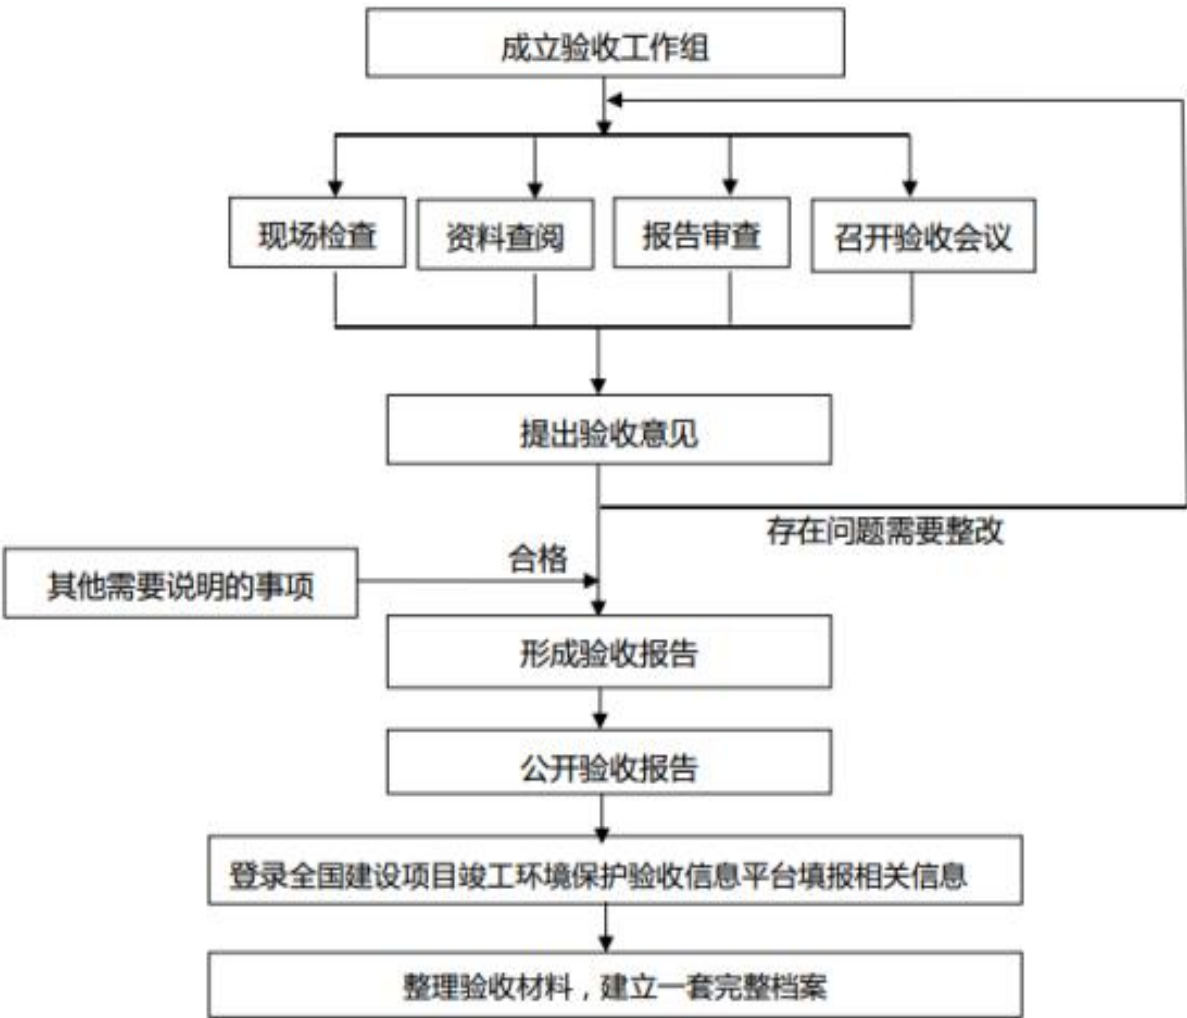 成立验收工作组
现场检查
资料查阅
报告审查
召开验收会议
提出验收意见
存在问题需要整改
合格
其他需要说明的事项
形成验收报告
公开验收报告
登录全国建设项目竣工环境保护验收信息平台填报相关信息
整理验收材料，建立一套完整档案